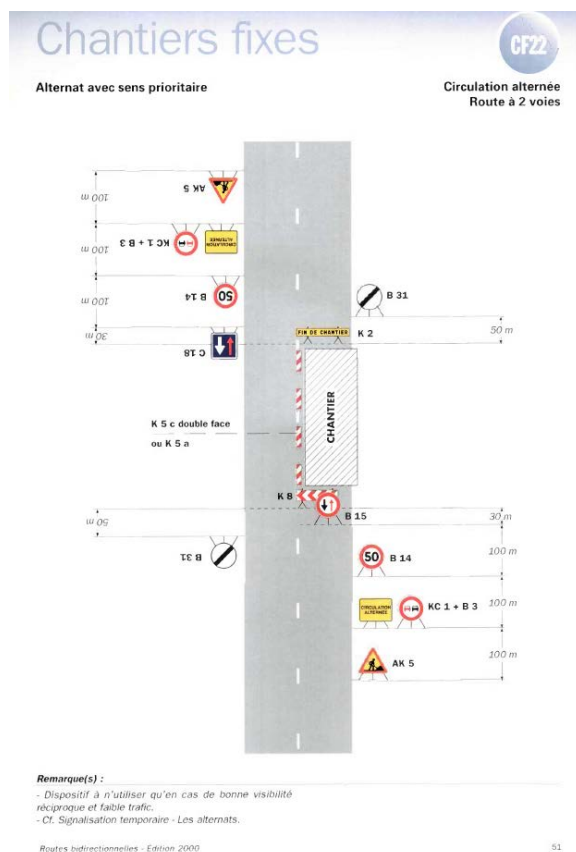 Chantiers fixes
CF22
Alternat avec sens prioritaire
Circulation alternée
Route à 2 voies
AK 5
100 m
KC 1 + B 3
CIRCULATION
ALTERNÉE
100 m
50
B 14
100 m
C 18
30 m
B 31
50 m
FIN DE CHANTIER
K 2
CHANTIER
K 5 c double face
ou K 5 a
K 8
B 15
50 m
B 31
30 m
50
B 14
100 m
CIRCULATION
ALTERNÉE
KC 1 + B 3
100 m
AK 5
100 m
Remarque(s) :
- Dispositif à n'utiliser qu'en cas de bonne visibilité
réciproque et faible trafic.
- Cf. Signalisation temporaire - Les alternats.
Routes bidirectionnelles - Edition 2000
51